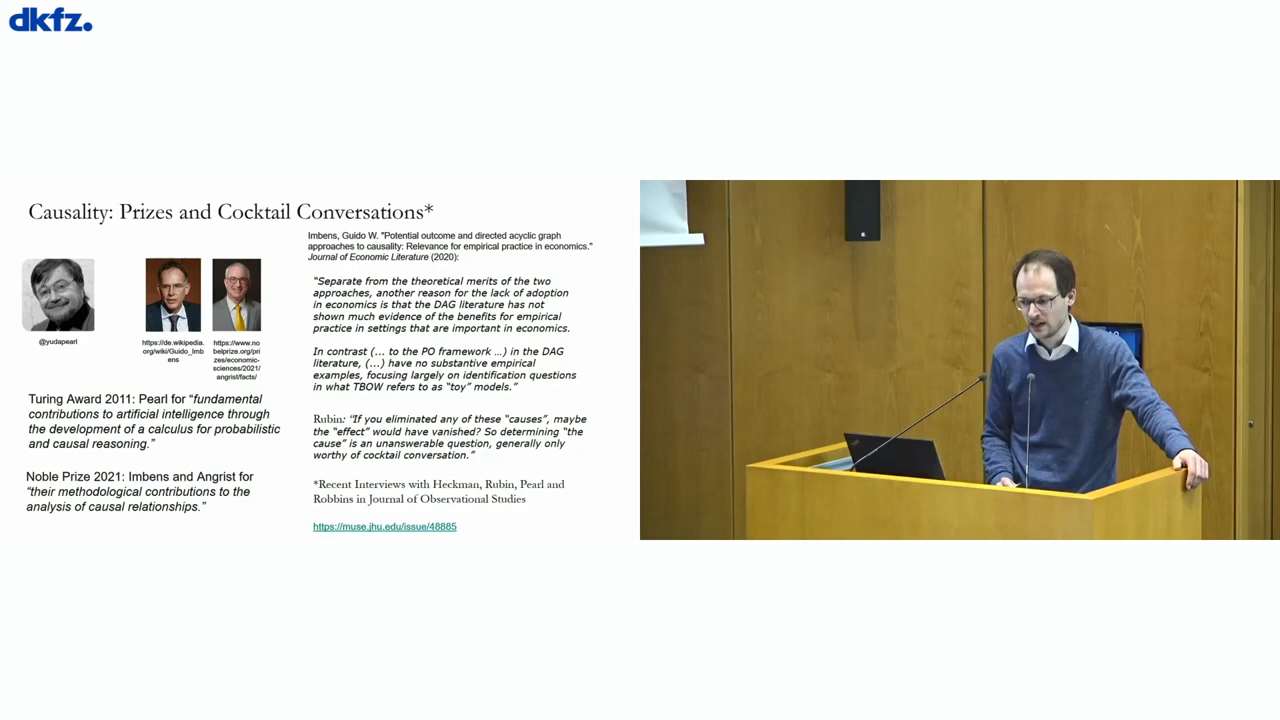 dkfz.
Causality: Prizes and Cocktail Conversations*
@yudapearl
https://de.wikipedia.
org/wiki/Guido_Imb
ens
https://www.no
belprize.org/pri
zes/economic-
sciences/2021/
angrist/facts/
Turing Award 2011: Pearl for “fundamental
contributions to artificial intelligence through
the development of a calculus for probabilistic
and causal reasoning.”
Noble Prize 2021: Imbens and Angrist for
“their methodological contributions to the
analysis of causal relationships.”
Imbens, Guido W. "Potential outcome and directed acyclic graph
approaches to causality: Relevance for empirical practice in economics."
Journal of Economic Literature (2020):
“Separate from the theoretical merits of the two
approaches, another reason for the lack of adoption
in economics is that the DAG literature has not
shown much evidence of the benefits for empirical
practice in settings that are important in economics.
In contrast (... to the PO framework ...) in the DAG
literature, (...) have no substantive empirical
examples, focusing largely on identification questions
in what TBOW refers to as “toy” models.”
Rubin: “If you eliminated any of these “causes”, maybe
the “effect” would have vanished? So determining “the
cause” is an unanswerable question, generally only
worthy of cocktail conversation.”
*Recent Interviews with Heckman, Rubin, Pearl and
Robbins in Journal of Observational Studies
https://muse.jhu.edu/issue/48885